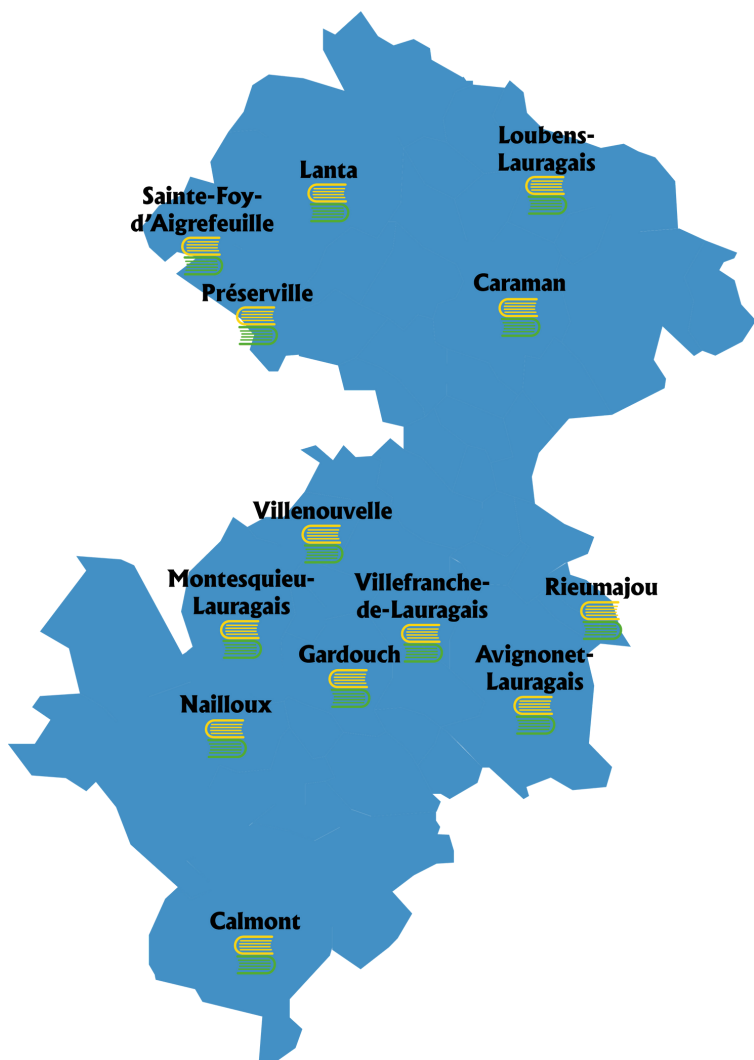 Loubens-
Lauragais
Lanta
Sainte-Foy-
d'Aigrefeuille
Caraman
Préserville
Villenouvelle
Montesquieu-
Lauragais
Villefranche-
de-Lauragais
Rieumajou
Gardouch
Avignonet-
Lauragais
Nailloux
Calmont